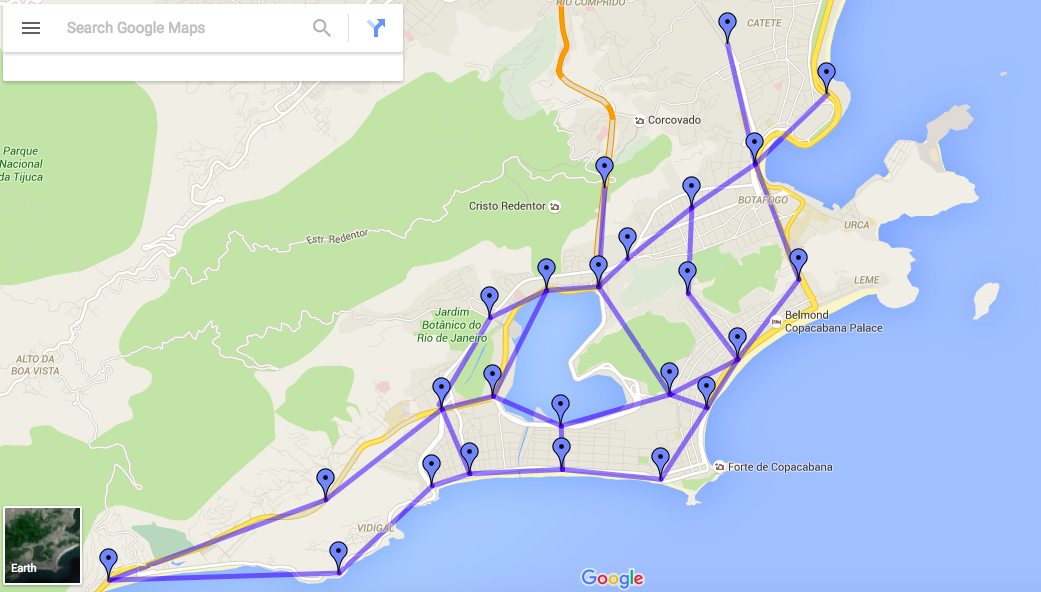 RIO COMPRIDO
Search Google Maps
CATETE
Corcovado
Parque
Nacional
da Tijuca
Cristo Redentor
BOTAFOGO
URCA
Estr. Redentor
LEME
Jardim
Botânico do
Rio de Janeiro
Belmond
Copacabana Palace
ALTO DA
BOA VISTA
Forte de Copacabana
VIDIGAL
Earth
Google